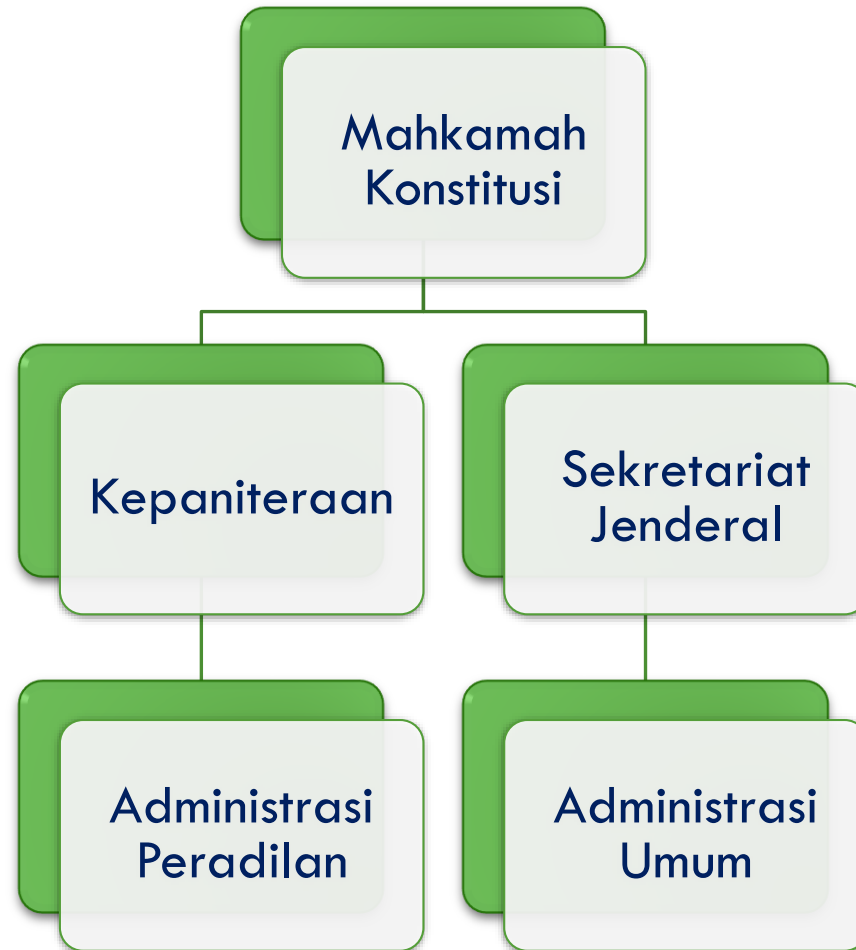 Mahkamah
Konstitusi
Kepaniteraan
Sekretariat
Jenderal
Administrasi
Peradilan
Administrasi
Umum